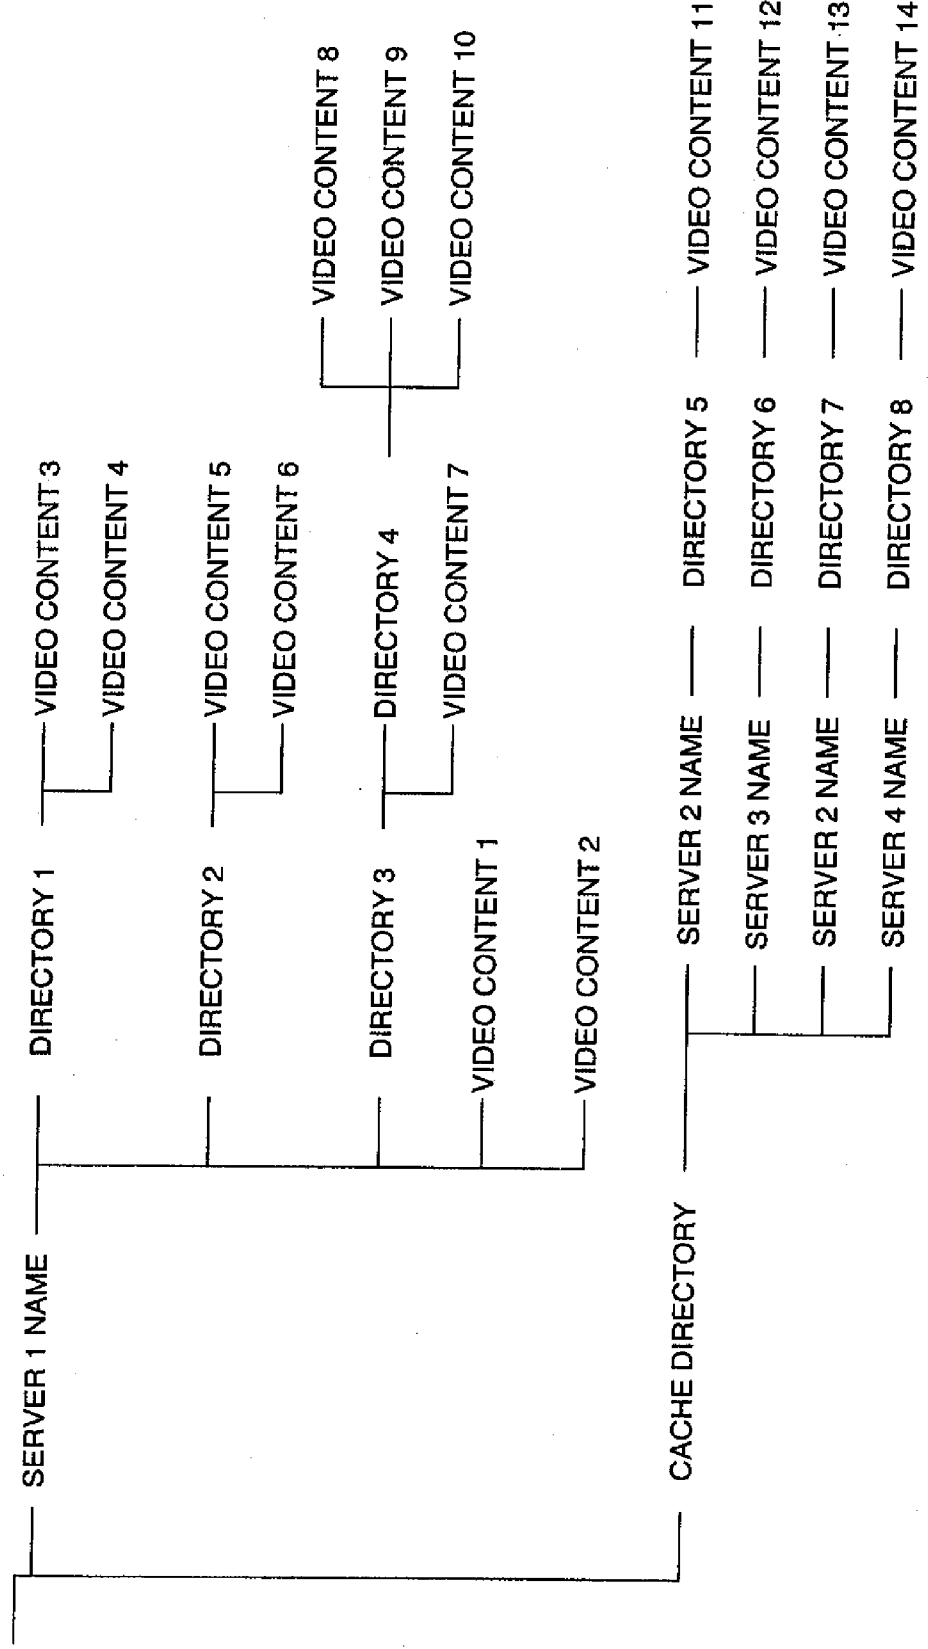 SERVER 1 NAME
DIRECTORY 1
VIDEO CONTENT 3
VIDEO CONTENT 4
DIRECTORY 2
VIDEO CONTENT 5
VIDEO CONTENT 6
DIRECTORY 3
DIRECTORY 4
VIDEO CONTENT 8
VIDEO CONTENT 9
VIDEO CONTENT 10
VIDEO CONTENT 7
VIDEO CONTENT 1
VIDEO CONTENT 2
CACHE DIRECTORY
SERVER 2 NAME
DIRECTORY 5
VIDEO CONTENT 11
SERVER 3 NAME
DIRECTORY 6
VIDEO CONTENT 12
SERVER 2 NAME
DIRECTORY 7
VIDEO CONTENT 13
SERVER 4 NAME
DIRECTORY 8
VIDEO CONTENT 14